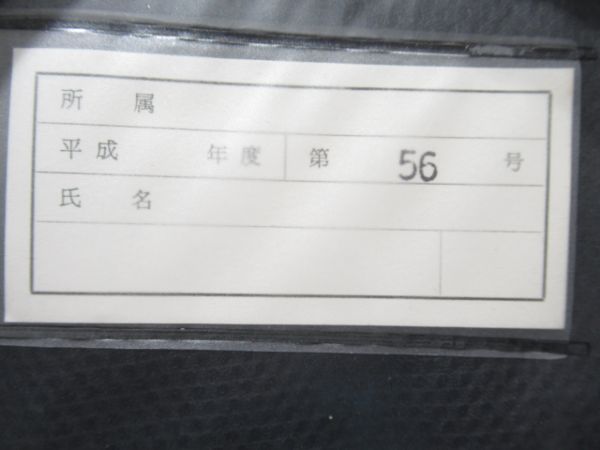 所 属
平成 年度 第 56 号
氏 名